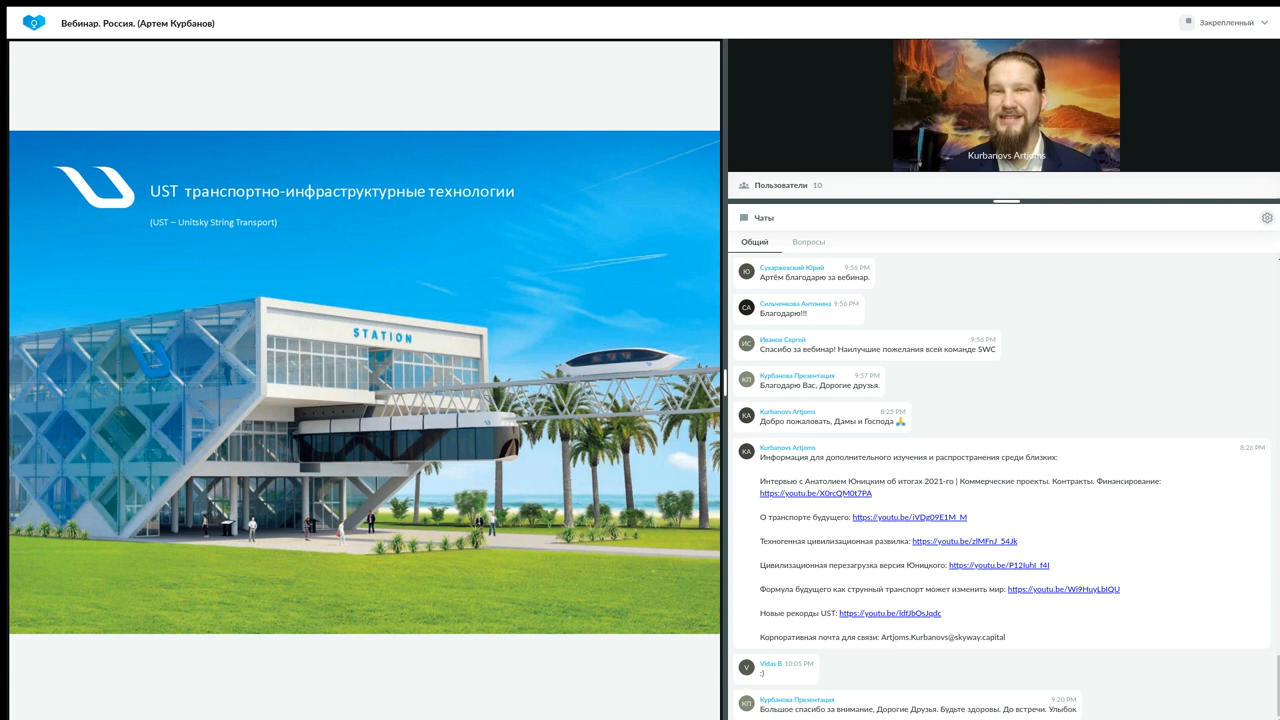 Вебинар. Россия. (Артем Курбанов)
Закрепленный
UST транспортно-инфраструктурные технологии
(UST – Unitsky String Transport)
STATION
Kurbanovs Artjoms
Пользователи 10
Чаты
Общий Вопросы
Ю Сухаржевский Юрий 9:56 PM
Артём благодарю за вебинар.
СА Сильченкова Антонина 9:56 PM
Благодарю!!!
ИС Иванов Сергей 9:56 PM
Спасибо за вебинар! Наилучшие пожелания всей команде SWC
КП Курбанова Презентация 9:57 PM
Благодарю Вас, Дорогие друзья.
KA Kurbanovs Artjoms 8:25 PM
Добро пожаловать, Дамы и Господа 🙏
KA Kurbanovs Artjoms 8:26 PM
Информация для дополнительного изучения и распространения среди близких:
Интервью с Анатолием Юницким об итогах 2021-го | Коммерческие проекты. Контракты. Финансирование:
https://youtu.be/X0rcQM0t7PA
О транспорте будущего: https://youtu.be/iVDg09E1M_M
Техногенная цивилизационная развилка: https://youtu.be/zlMFnJ_54Jk
Цивилизационная перезагрузка версия Юницкого: https://youtu.be/P12IuhI_f4I
Формула будущего как струнный транспорт может изменить мир: https://youtu.be/Wi9HuyLbIQU
Новые рекорды UST: https://youtu.be/ldfJbOsJqdc
Корпоративная почта для связи: Artjoms.Kurbanovs@skyway.capital
V Vidas B 10:05 PM
:)
КП Курбанова Презентация 9:20 PM
Большое спасибо за внимание, Дорогие Друзья. Будьте здоровы. До встречи. Улыбок